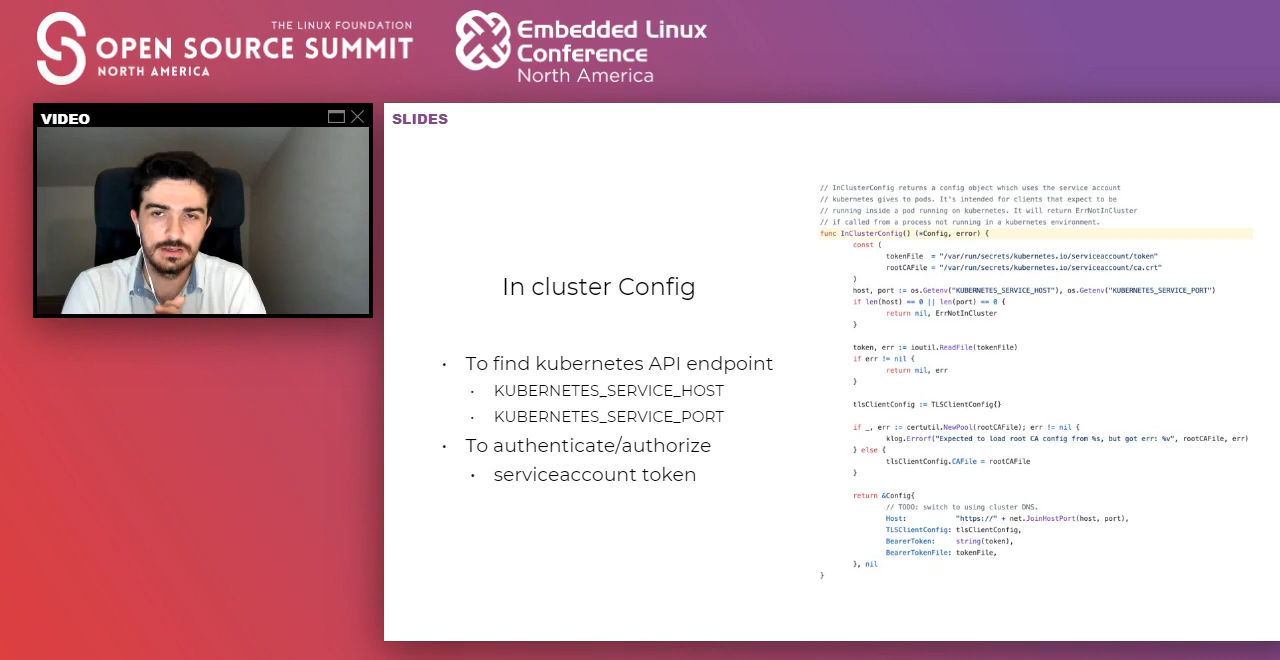 THE LINUX FOUNDATION
OPEN SOURCE SUMMIT
NORTH AMERICA
Embedded Linux
Conference
North America
VIDEO
SLIDES
In cluster Config
• To find kubernetes API endpoint
• KUBERNETES_SERVICE_HOST
• KUBERNETES_SERVICE_PORT
• To authenticate/authorize
• serviceaccount token
// InClusterConfig returns a config object which uses the service account
// kubernetes gives to pods. It's intended for clients that expect to be
// running inside a pod running on kubernetes. It will return ErrNotInCluster
// if called from a process not running in a kubernetes environment.
func InClusterConfig() (*Config, error) {
const (
tokenFile = "/var/run/secrets/kubernetes.io/serviceaccount/token"
rootCAFile = "/var/run/secrets/kubernetes.io/serviceaccount/ca.crt"
)
host, port := os.Getenv("KUBERNETES_SERVICE_HOST"), os.Getenv("KUBERNETES_SERVICE_PORT")
if len(host) == 0 || len(port) == 0 {
return nil, ErrNotInCluster
}
token, err := ioutil.ReadFile(tokenFile)
if err != nil {
return nil, err
}
tlsClientConfig := TLSClientConfig{}
if _, err := certutil.NewPool(rootCAFile); err != nil {
klog.Errorf("Expected to load root CA config from %s, but got err: %v", rootCAFile, err)
} else {
tlsClientConfig.CAFile = rootCAFile
}
return &Config{
// TODO: switch to using cluster DNS.
Host: "https://" + net.JoinHostPort(host, port),
TLSClientConfig: tlsClientConfig,
BearerToken: string(token),
BearerTokenFile: tokenFile,
}, nil
}